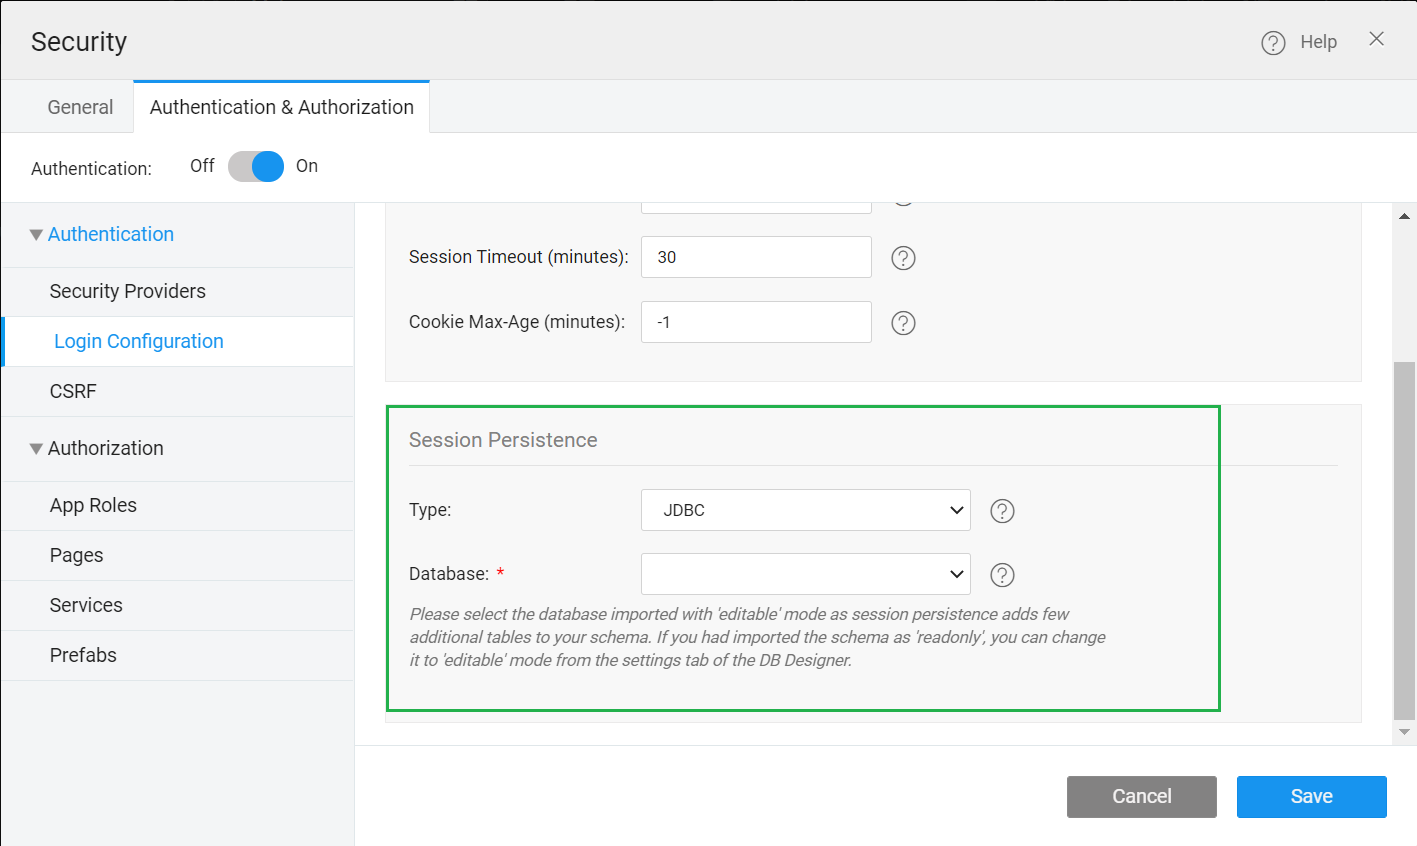 Security
Help
General
Authentication & Authorization
Authentication:
Off
On
Authentication
Security Providers
Login Configuration
CSRF
Authorization
App Roles
Pages
Services
Prefabs
Session Timeout (minutes):
30
Cookie Max-Age (minutes):
-1
Session Persistence
Type:
JDBC
Database: *
Please select the database imported with 'editable' mode as session persistence adds few
additional tables to your schema. If you had imported the schema as 'readonly', you can change
it to 'editable' mode from the settings tab of the DB Designer.
Cancel
Save